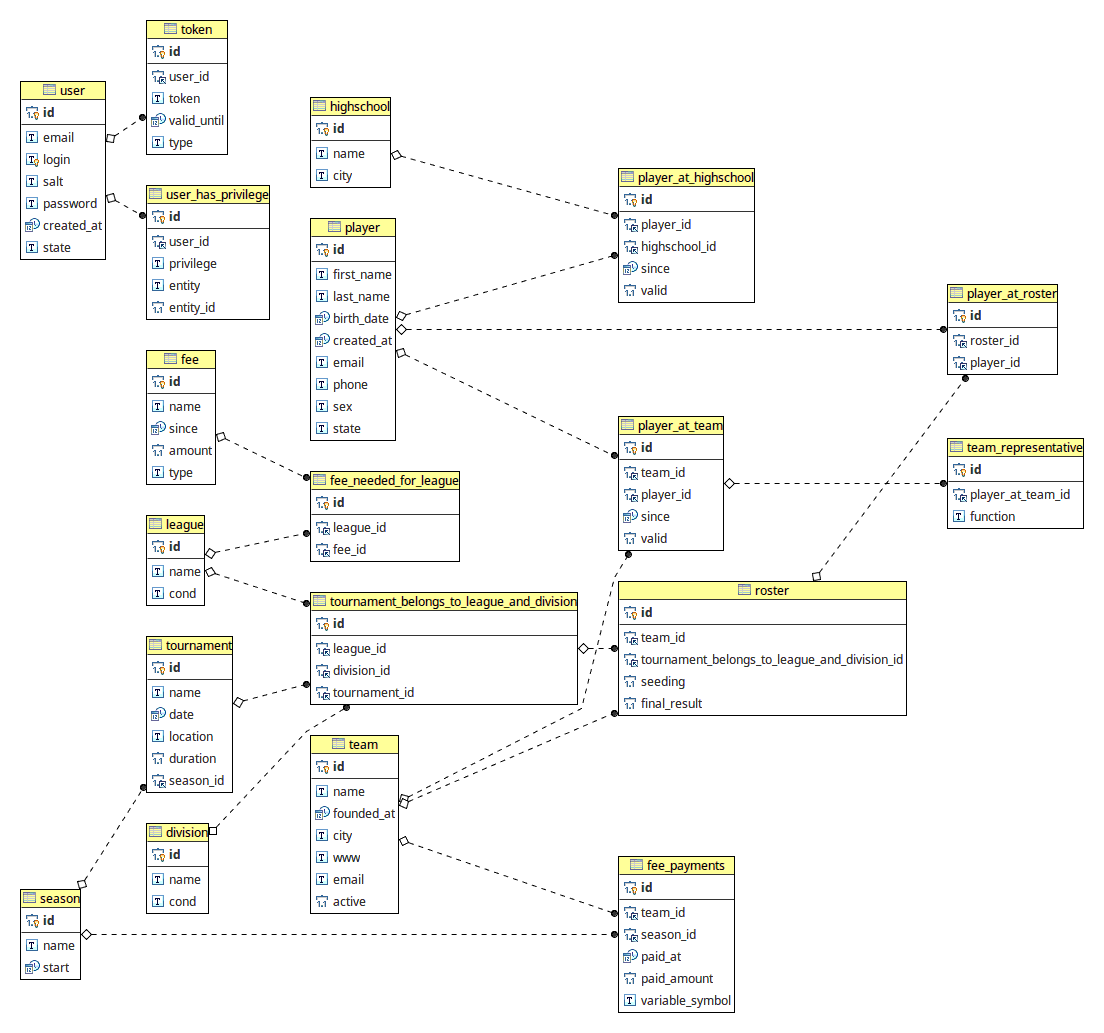 token
id
user_id
token
valid_until
type
user
id
email
login
salt
password
created_at
state
user_has_privilege
id
user_id
privilege
entity
entity_id
highschool
id
name
city
player_at_highschool
id
player_id
highschool_id
since
valid
player
id
first_name
last_name
birth_date
created_at
email
phone
sex
state
player_at_roster
id
roster_id
player_id
fee
id
name
since
amount
type
player_at_team
id
team_id
player_id
since
valid
team_representative
id
player_at_team_id
function
fee_needed_for_league
id
league_id
fee_id
league
id
name
cond
tournament_belongs_to_league_and_division
id
league_id
division_id
tournament_id
roster
id
team_id
tournament_belongs_to_league_and_division_id
seeding
final_result
tournament
id
name
date
location
duration
season_id
team
id
name
founded_at
city
www
email
active
division
id
name
cond
season
id
name
start
fee_payments
id
team_id
season_id
paid_at
paid_amount
variable_symbol